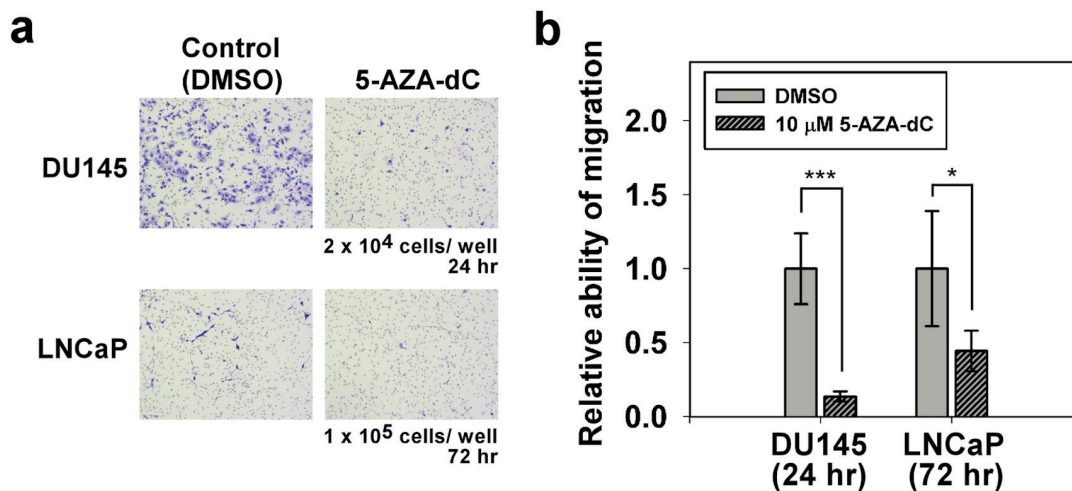 a
Control
(DMSO)
5-AZA-dC
DU145
2 x 10⁴ cells/ well
24 hr
LNCaP
1 x 10⁵ cells/ well
72 hr
b
Relative ability of migration
DMSO
10 µM 5-AZA-dC
2.0
1.5
1.0
0.5
0.0
***
*
DU145
(24 hr)
LNCaP
(72 hr)